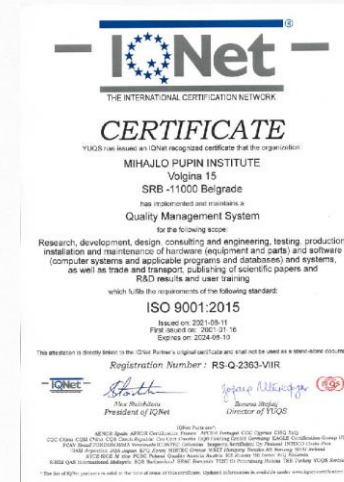 IQNet ®
THE INTERNATIONAL CERTIFICATION NETWORK
CERTIFICATE
YUQS has issued an IQNet recognized certificate that the organization:
MIHAJLO PUPIN INSTITUTE
Volgina 15
SRB -11000 Belgrade
has implemented and maintains a
Quality Management System
for the following scope:
Research, development, design, consulting and engineering, testing, production,
installation and maintenance of hardware (equipment and parts) and software
(computer systems and applicable programs and databases) and systems,
as well as trade and transport, publishing of scientific papers and
R&D results and user training
which fulfils the requirements of the following standard:
ISO 9001:2015
Issued on: 2021-06-11
First issued on: 2001-01-16
Expires on: 2024-06-10
This attestation is directly linked to the IQNet Partner's original certificate and shall not be used as a stand-alone document
Registration Number : RS-Q-2363-VIIR
IQNet
Alex Stoichitoiu
President of IQNet
Director of YUQS
IQNet Partners*: